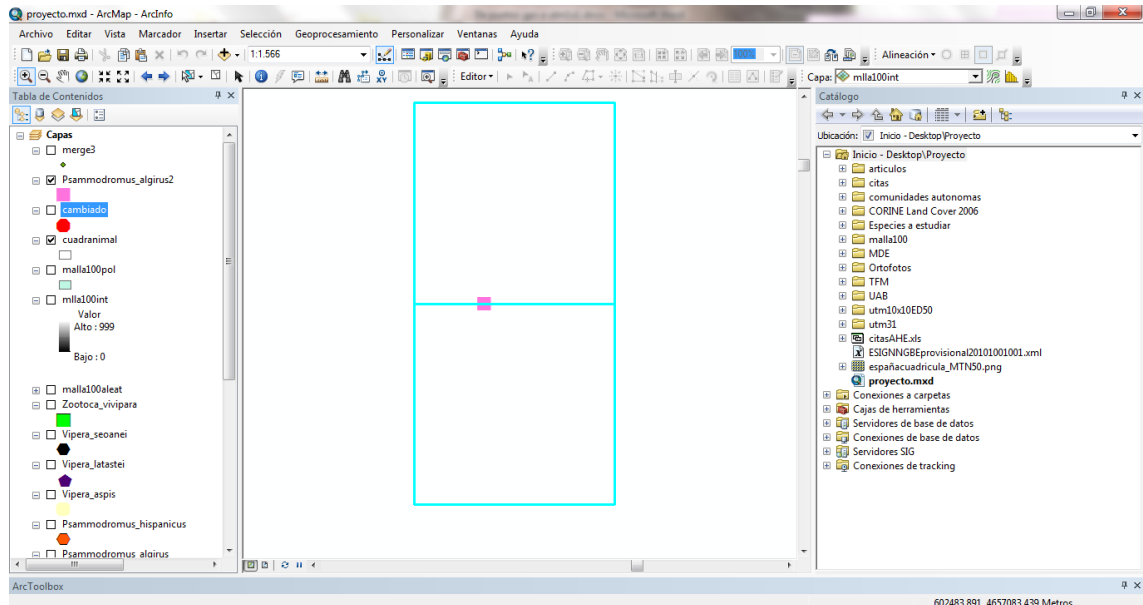 proyecto.mxd - ArcMap - ArcInfo
Archivo Editar Vista Marcador Insertar Selección Geoprocesamiento Personalizar Ventanas Ayuda
1:1.566
100%
Alineación
Editor
Capa: mlla100int
Tabla de Contenidos
Capas
merge3
Psammodromus_algirus2
cambiado
cuadranimal
malla100pol
mlla100int
Valor
Alto : 999
Bajo : 0
malla100aleat
Zootoca_vivipara
Vipera_seoanei
Vipera_latastei
Vipera_aspis
Psammodromus_hispanicus
Psammodromus_algirus
Catálogo
Ubicación: Inicio - Desktop\Proyecto
Inicio - Desktop\Proyecto
articulos
citas
comunidades autonomas
CORINE Land Cover 2006
Especies a estudiar
malla100
MDE
Ortofotos
TFM
UAB
utm10x10ED50
utm31
citasAHE.xls
ESIGNNGBEprovisional20101001001.xml
españacuadricula_MTN50.png
proyecto.mxd
Conexiones a carpetas
Cajas de herramientas
Servidores de base de datos
Conexiones de base de datos
Servidores SIG
Conexiones de tracking
ArcToolbox
602483,891 4657083,439 Metros